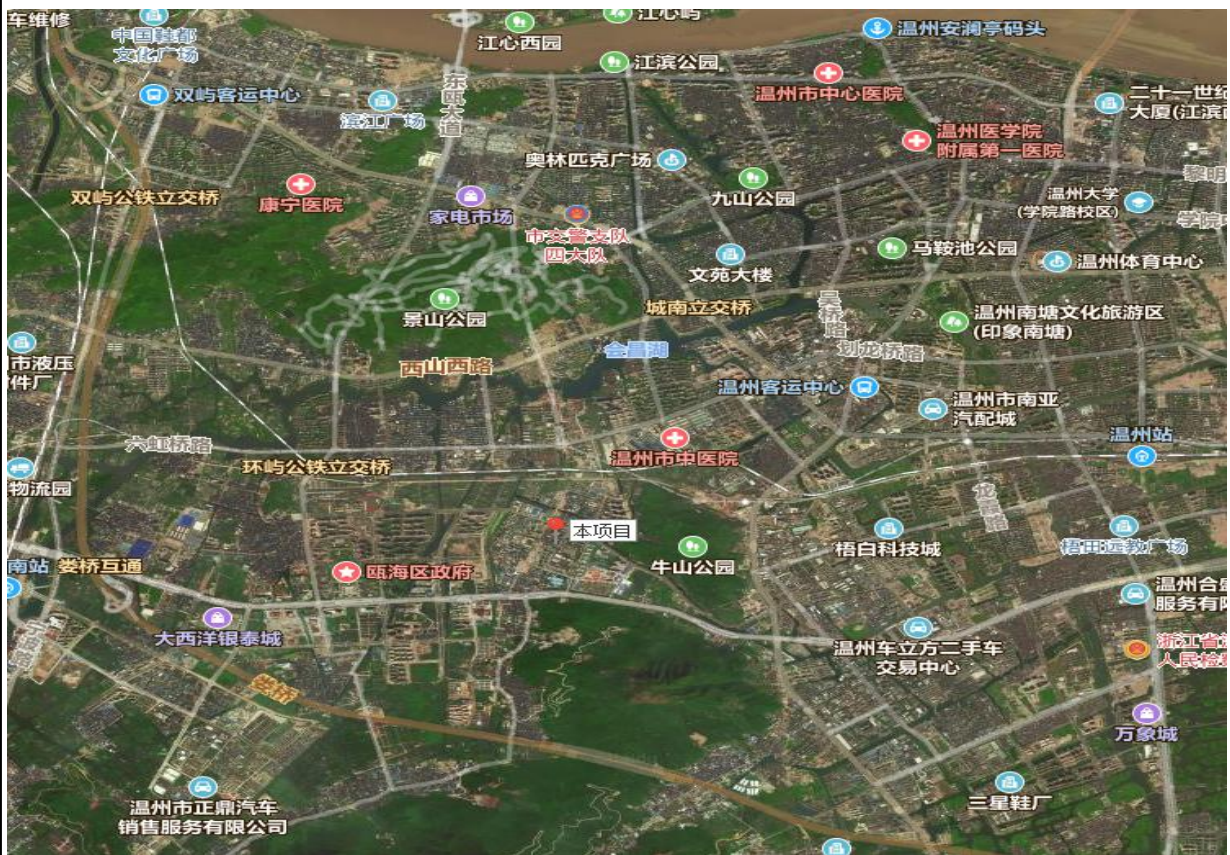 车维修
中国鞋都
文化广场
江心西园
江心屿
温州安澜亭码头
江滨公园
双屿客运中心
滨江广场
东瓯大道
温州市中心医院
二十一世纪
大厦(江滨
温州医学院
附属第一医院
奥林匹克广场
黎明
双屿公铁立交桥
康宁医院
家电市场
九山公园
温州大学
(学院路校区)
学院
市交警支队
四大队
文苑大楼
马鞍池公园
温州体育中心
景山公园
城南立交桥
吴桥路
温州南塘文化旅游区
(印象南塘)
市液压
件厂
西山西路
会昌湖
划龙桥路
温州客运中心
温州市南亚
汽配城
六虹桥路
温州市中医院
温州站
环屿公铁立交桥
物流园
本项目
梧白科技城
梧田远教广场
南站
娄桥互通
瓯海区政府
牛山公园
温州合盛
服务有限
大西洋银泰城
温州车立方二手车
交易中心
浙江省温
人民检察
万象城
三星鞋厂
温州市正鼎汽车
销售服务有限公司